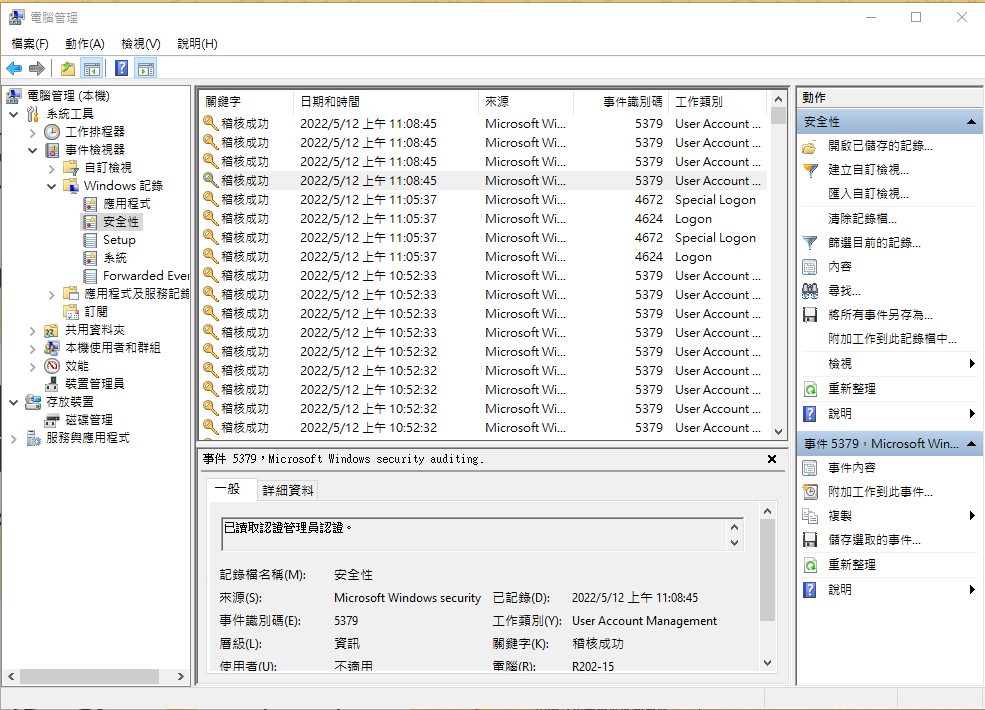 電腦管理
檔案(F) 動作(A) 檢視(V) 說明(H)
電腦管理 (本機)
系統工具
工作排程器
事件檢視器
自訂檢視
Windows 記錄
應用程式
安全性
Setup
系統
Forwarded Ever
應用程式及服務記錄
訂閱
共用資料夾
本機使用者和群組
效能
裝置管理員
存放裝置
磁碟管理
服務與應用程式
關鍵字 日期和時間 來源 事件識別碼 工作類別
稽核成功 2022/5/12 上午 11:08:45 Microsoft Wi... 5379 User Account ...
稽核成功 2022/5/12 上午 11:08:45 Microsoft Wi... 5379 User Account ...
稽核成功 2022/5/12 上午 11:08:45 Microsoft Wi... 5379 User Account ...
稽核成功 2022/5/12 上午 11:08:45 Microsoft Wi... 5379 User Account ...
稽核成功 2022/5/12 上午 11:05:37 Microsoft Wi... 4672 Special Logon
稽核成功 2022/5/12 上午 11:05:37 Microsoft Wi... 4624 Logon
稽核成功 2022/5/12 上午 11:05:37 Microsoft Wi... 4672 Special Logon
稽核成功 2022/5/12 上午 11:05:37 Microsoft Wi... 4624 Logon
稽核成功 2022/5/12 上午 10:52:33 Microsoft Wi... 5379 User Account ...
稽核成功 2022/5/12 上午 10:52:33 Microsoft Wi... 5379 User Account ...
稽核成功 2022/5/12 上午 10:52:33 Microsoft Wi... 5379 User Account ...
稽核成功 2022/5/12 上午 10:52:33 Microsoft Wi... 5379 User Account ...
稽核成功 2022/5/12 上午 10:52:32 Microsoft Wi... 5379 User Account ...
稽核成功 2022/5/12 上午 10:52:32 Microsoft Wi... 5379 User Account ...
稽核成功 2022/5/12 上午 10:52:32 Microsoft Wi... 5379 User Account ...
稽核成功 2022/5/12 上午 10:52:32 Microsoft Wi... 5379 User Account ...
稽核成功 2022/5/12 上午 10:52:32 Microsoft Wi... 5379 User Account ...
事件 5379，Microsoft Windows security auditing.
一般 詳細資料
已讀取認證管理員認證。
記錄檔名稱(M): 安全性
來源(S): Microsoft Windows security 已記錄(D): 2022/5/12 上午 11:08:45
事件識別碼(E): 5379 工作類別(Y): User Account Management
層級(L): 資訊 關鍵字(K): 稽核成功
使用者(U): 不適用 電腦(R): R202-15
動作
安全性
開啟已儲存的記錄...
建立自訂檢視...
匯入自訂檢視...
清除記錄檔...
篩選目前的記錄...
內容
尋找...
將所有事件另存為...
附加工作到此記錄檔中...
檢視
重新整理
說明
事件 5379，Microsoft Win...
事件內容
附加工作到此事件...
複製
儲存選取的事件...
重新整理
說明